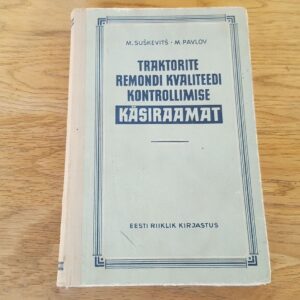 M. SUŠKEVITŠ · M. PAVLOV
TRAKTORITE
REMONDI KVALITEEDI
KONTROLLIMISE
KÄSIRAAMAT
EESTI RIIKLIK KIRJASTUS